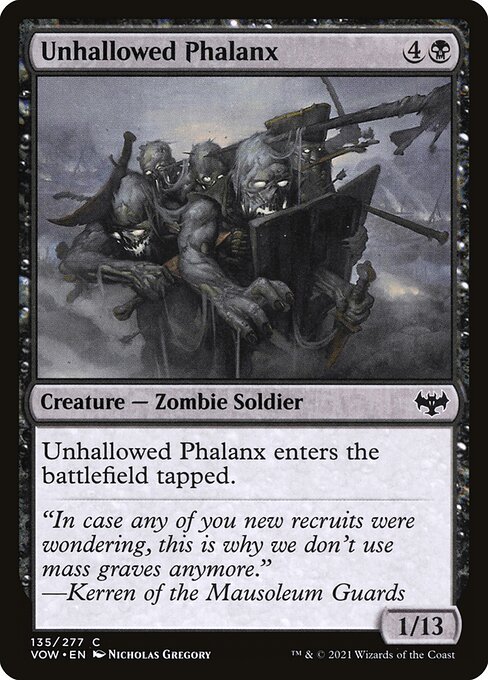 Unhallowed Phalanx 4
Creature — Zombie Soldier
Unhallowed Phalanx enters the
battlefield tapped.
“In case any of you new recruits were
wondering, this is why we don’t use
mass graves anymore.”
—Kerren of the Mausoleum Guards
1/13
135/277 C
VOW • EN Nicholas Gregory
™ & © 2021 Wizards of the Coast